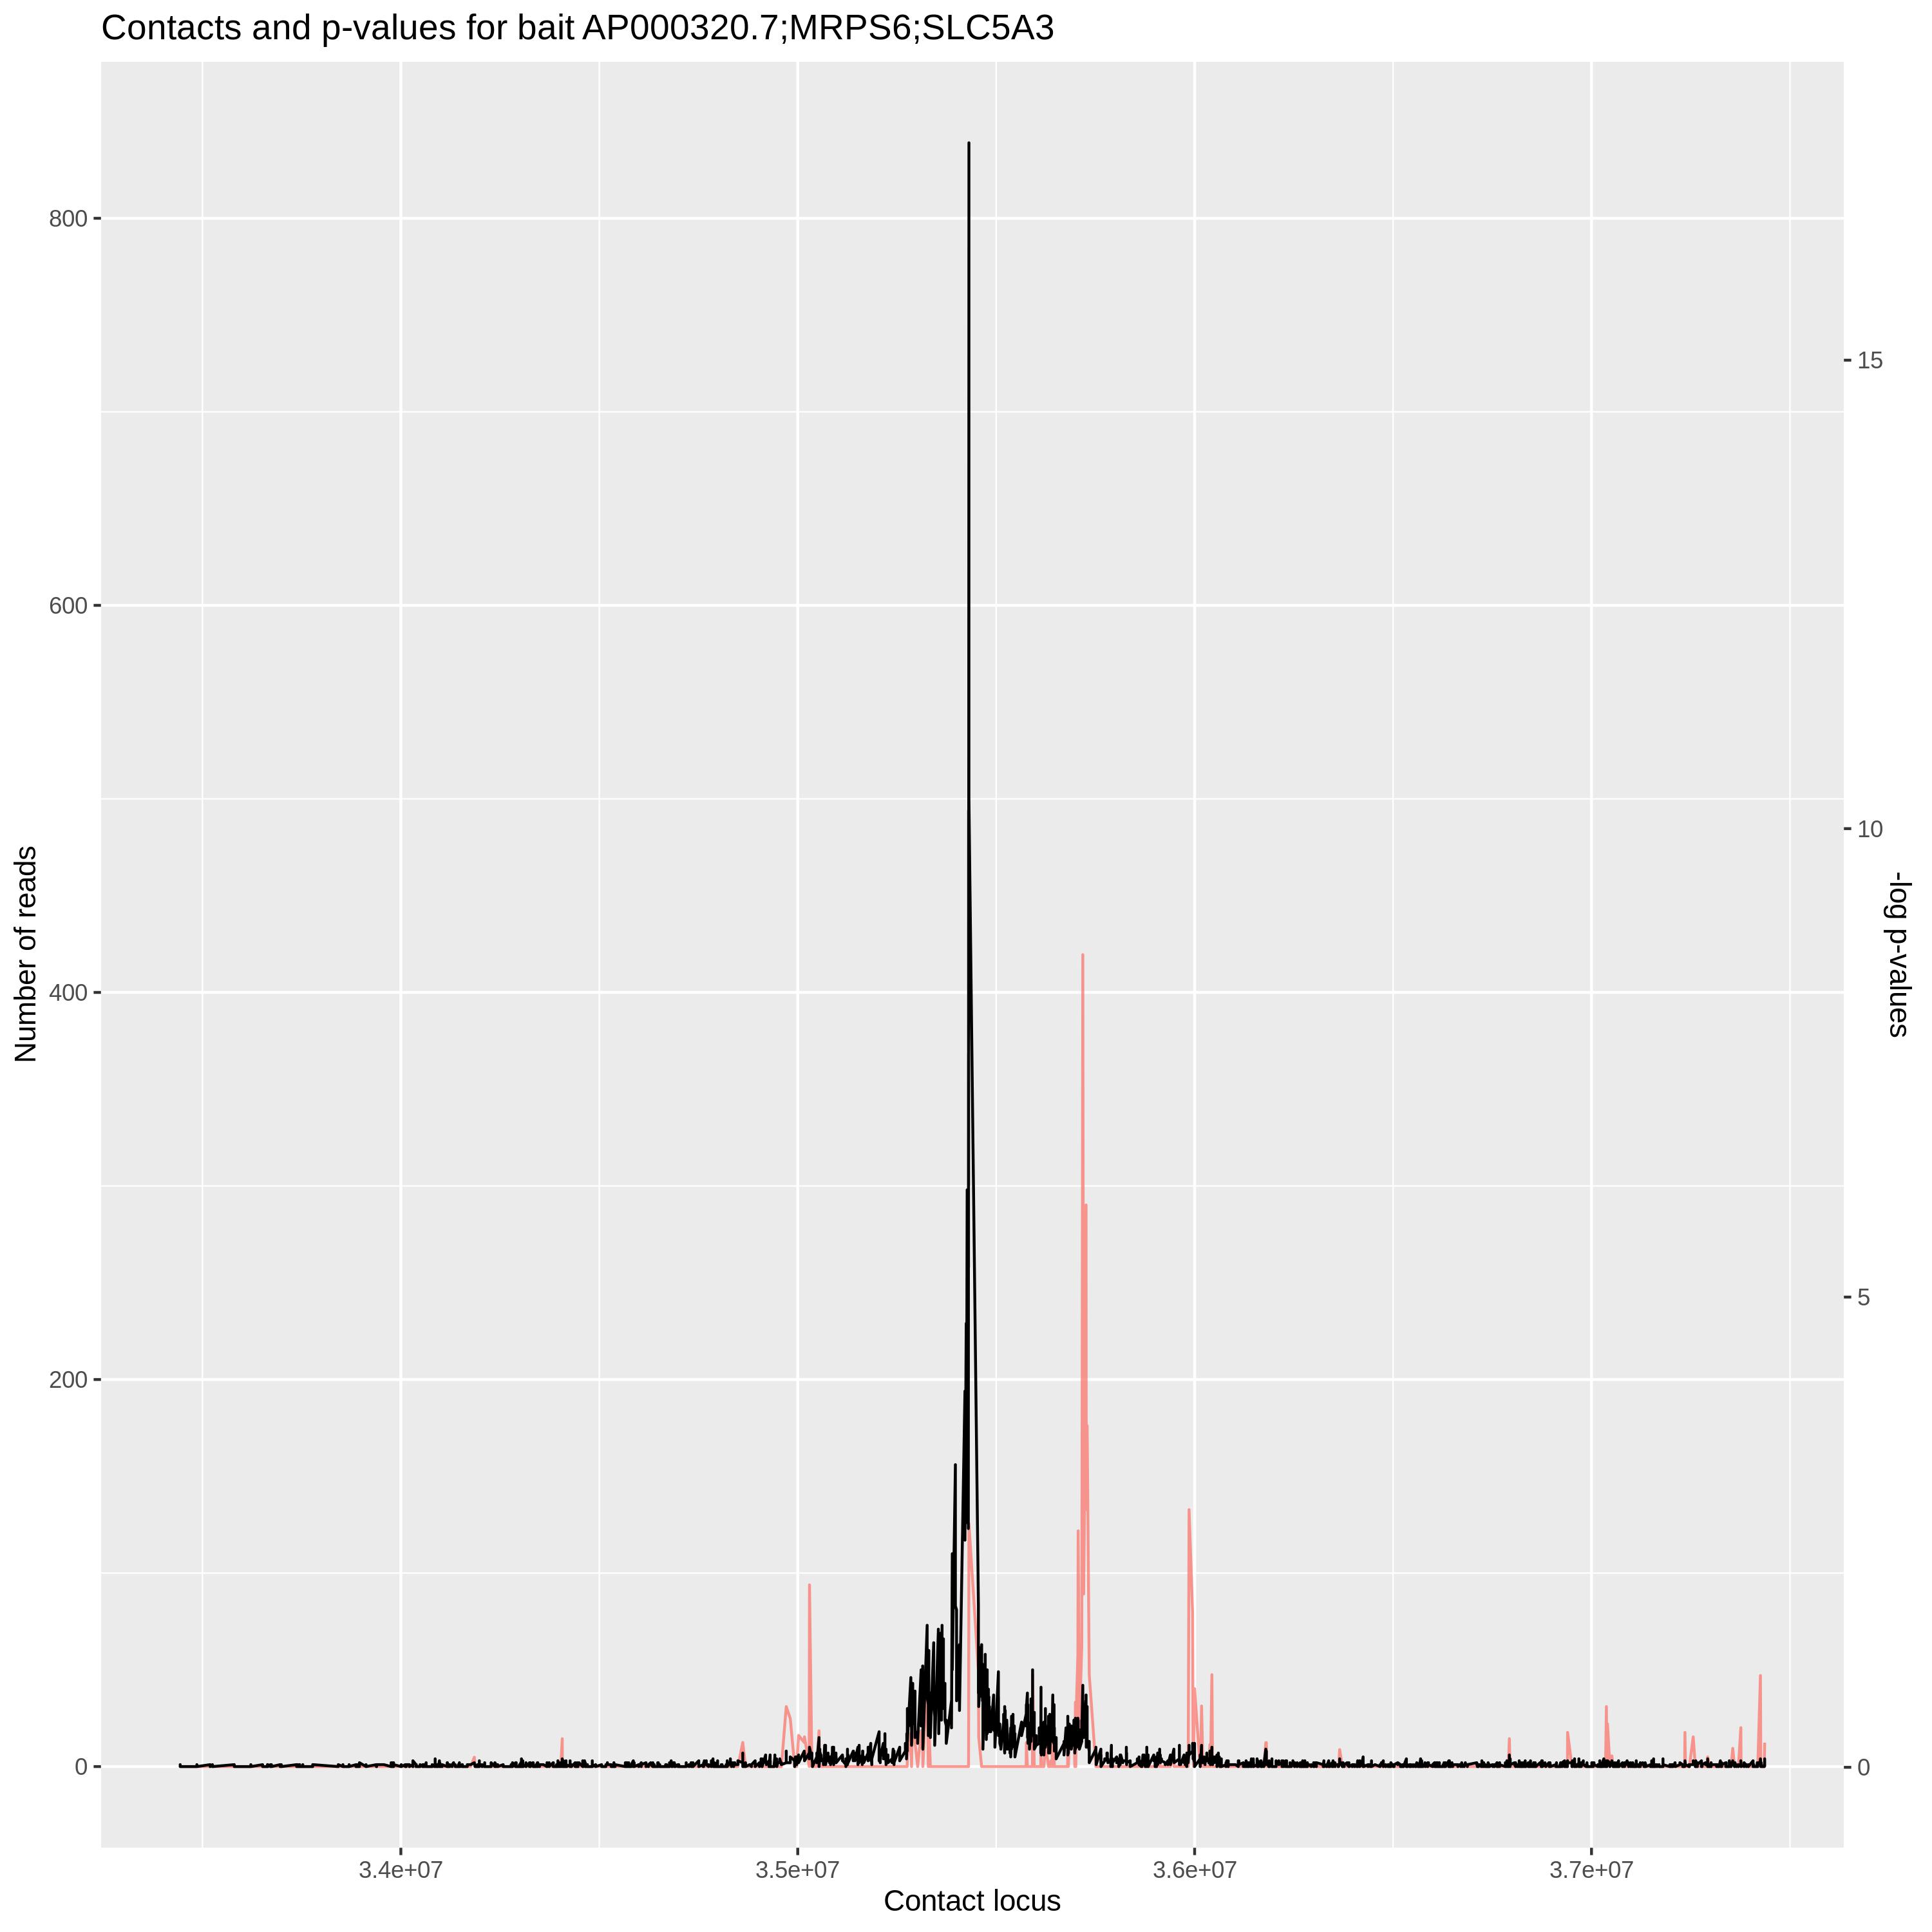 Contacts and p-values for bait AP000320.7;MRPS6;SLC5A3
800
600
400
200
0
Number of reads
15
10
5
0
-log p-values
3.4e+07
3.5e+07
3.6e+07
3.7e+07
Contact locus